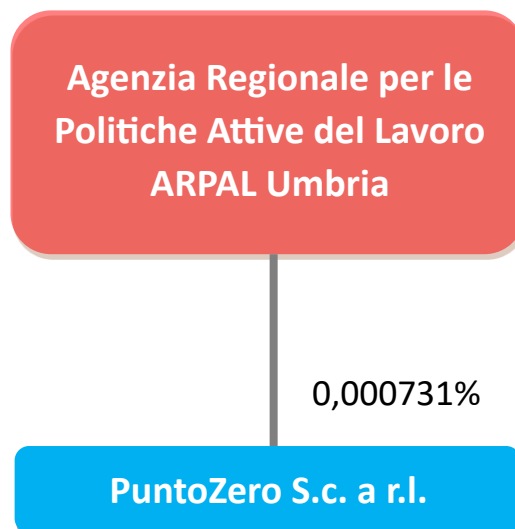 Agenzia Regionale per le
Politiche Attive del Lavoro
ARPAL Umbria
0,000731%
PuntoZero S.c. a r.l.